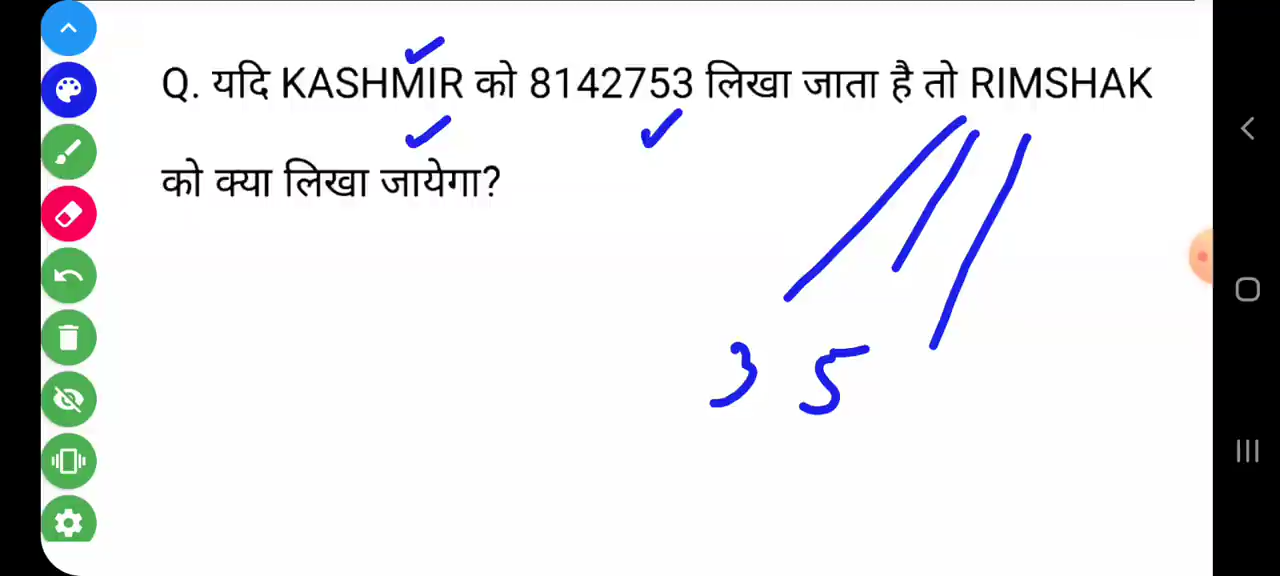 Q. यदि KASHMIR को 8142753 लिखा जाता है तो RIMSHAK
को क्या लिखा जायेगा?
3 5